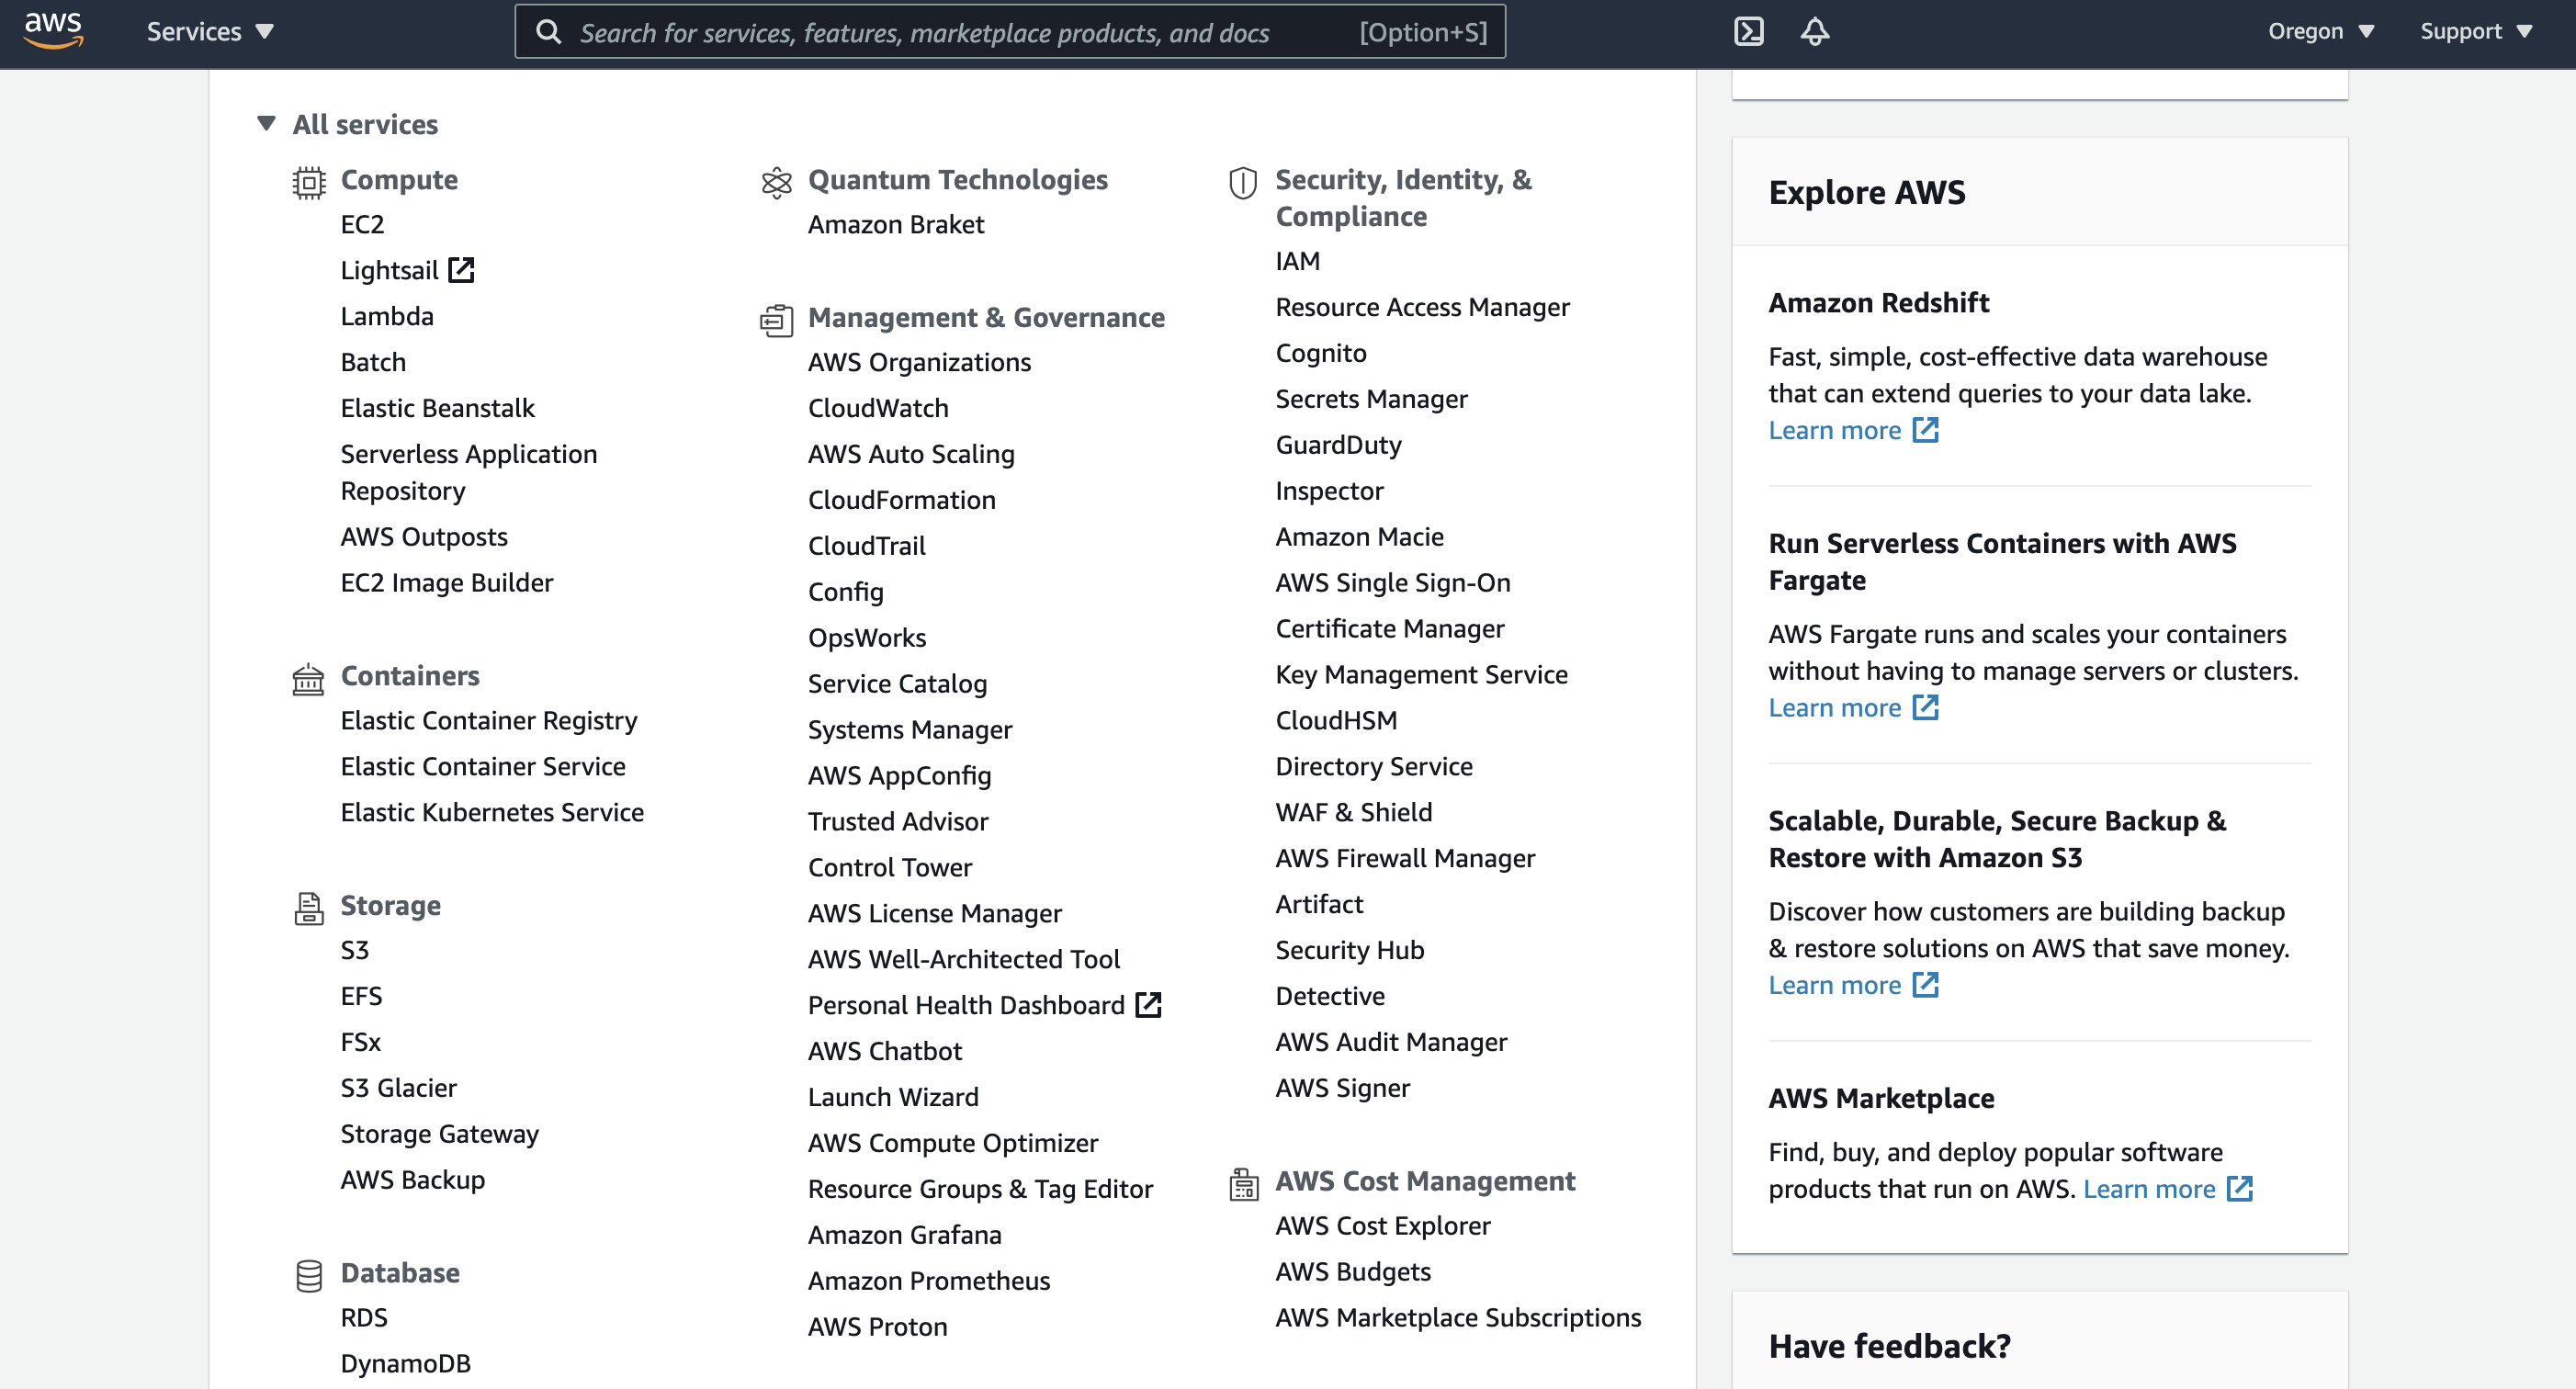 aws
Services
Search for services, features, marketplace products, and docs [Option+S]
Oregon
Support
All services
Compute
EC2
Lightsail
Lambda
Batch
Elastic Beanstalk
Serverless Application
Repository
AWS Outposts
EC2 Image Builder
Containers
Elastic Container Registry
Elastic Container Service
Elastic Kubernetes Service
Storage
S3
EFS
FSx
S3 Glacier
Storage Gateway
AWS Backup
Database
RDS
DynamoDB
Quantum Technologies
Amazon Braket
Management & Governance
AWS Organizations
CloudWatch
AWS Auto Scaling
CloudFormation
CloudTrail
Config
OpsWorks
Service Catalog
Systems Manager
AWS AppConfig
Trusted Advisor
Control Tower
AWS License Manager
AWS Well-Architected Tool
Personal Health Dashboard
AWS Chatbot
Launch Wizard
AWS Compute Optimizer
Resource Groups & Tag Editor
Amazon Grafana
Amazon Prometheus
AWS Proton
Security, Identity, &
Compliance
IAM
Resource Access Manager
Cognito
Secrets Manager
GuardDuty
Inspector
Amazon Macie
AWS Single Sign-On
Certificate Manager
Key Management Service
CloudHSM
Directory Service
WAF & Shield
AWS Firewall Manager
Artifact
Security Hub
Detective
AWS Audit Manager
AWS Signer
AWS Cost Management
AWS Cost Explorer
AWS Budgets
AWS Marketplace Subscriptions
Explore AWS
Amazon Redshift
Fast, simple, cost-effective data warehouse
that can extend queries to your data lake.
Learn more
Run Serverless Containers with AWS
Fargate
AWS Fargate runs and scales your containers
without having to manage servers or clusters.
Learn more
Scalable, Durable, Secure Backup &
Restore with Amazon S3
Discover how customers are building backup
& restore solutions on AWS that save money.
Learn more
AWS Marketplace
Find, buy, and deploy popular software
products that run on AWS. Learn more
Have feedback?